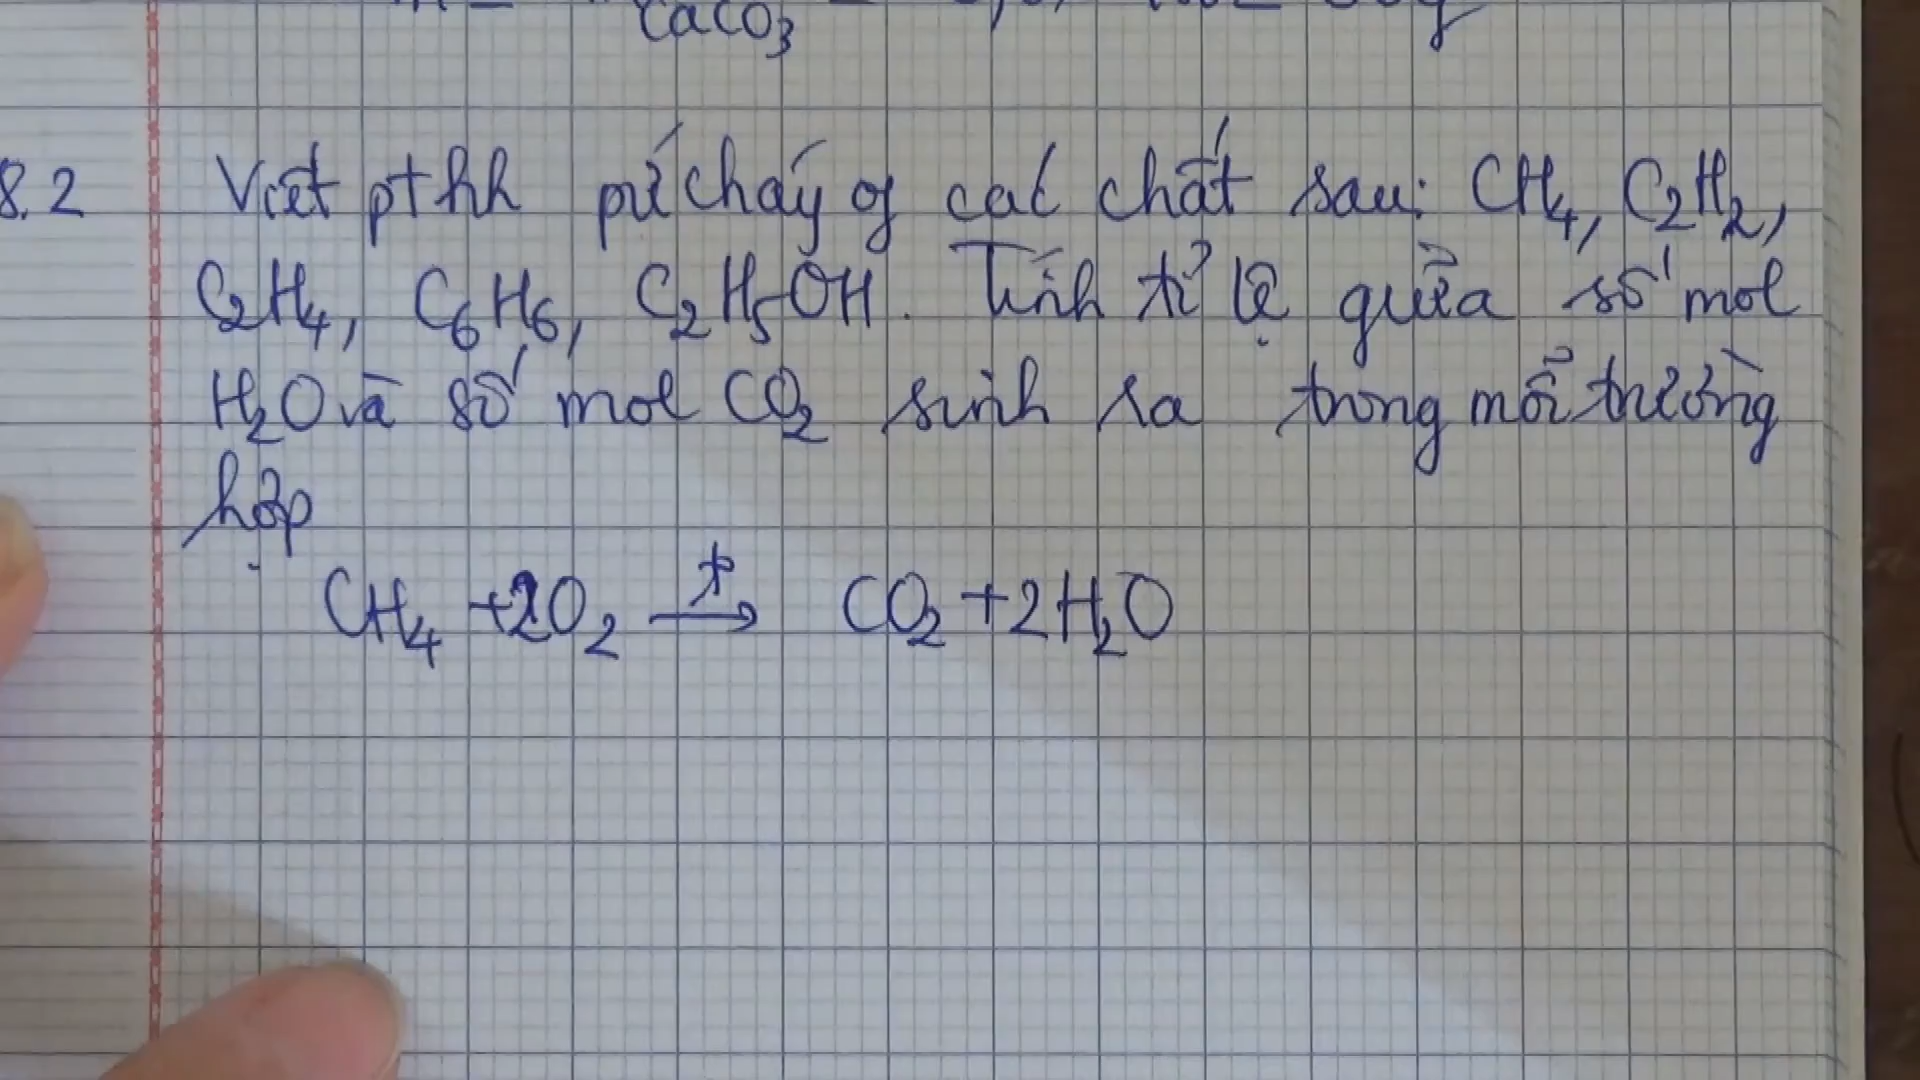 CaCO3
8.2 Viết pthh pứ cháy of các chất sau: CH4, C2H2,
C2H4, C6H6, C2H5OH. Tính tỉ lệ giữa số mol
H2O và số mol CO2 sinh ra trong mỗi trường
hợp
CH4 + 2O2 t° → CO2 + 2H2O